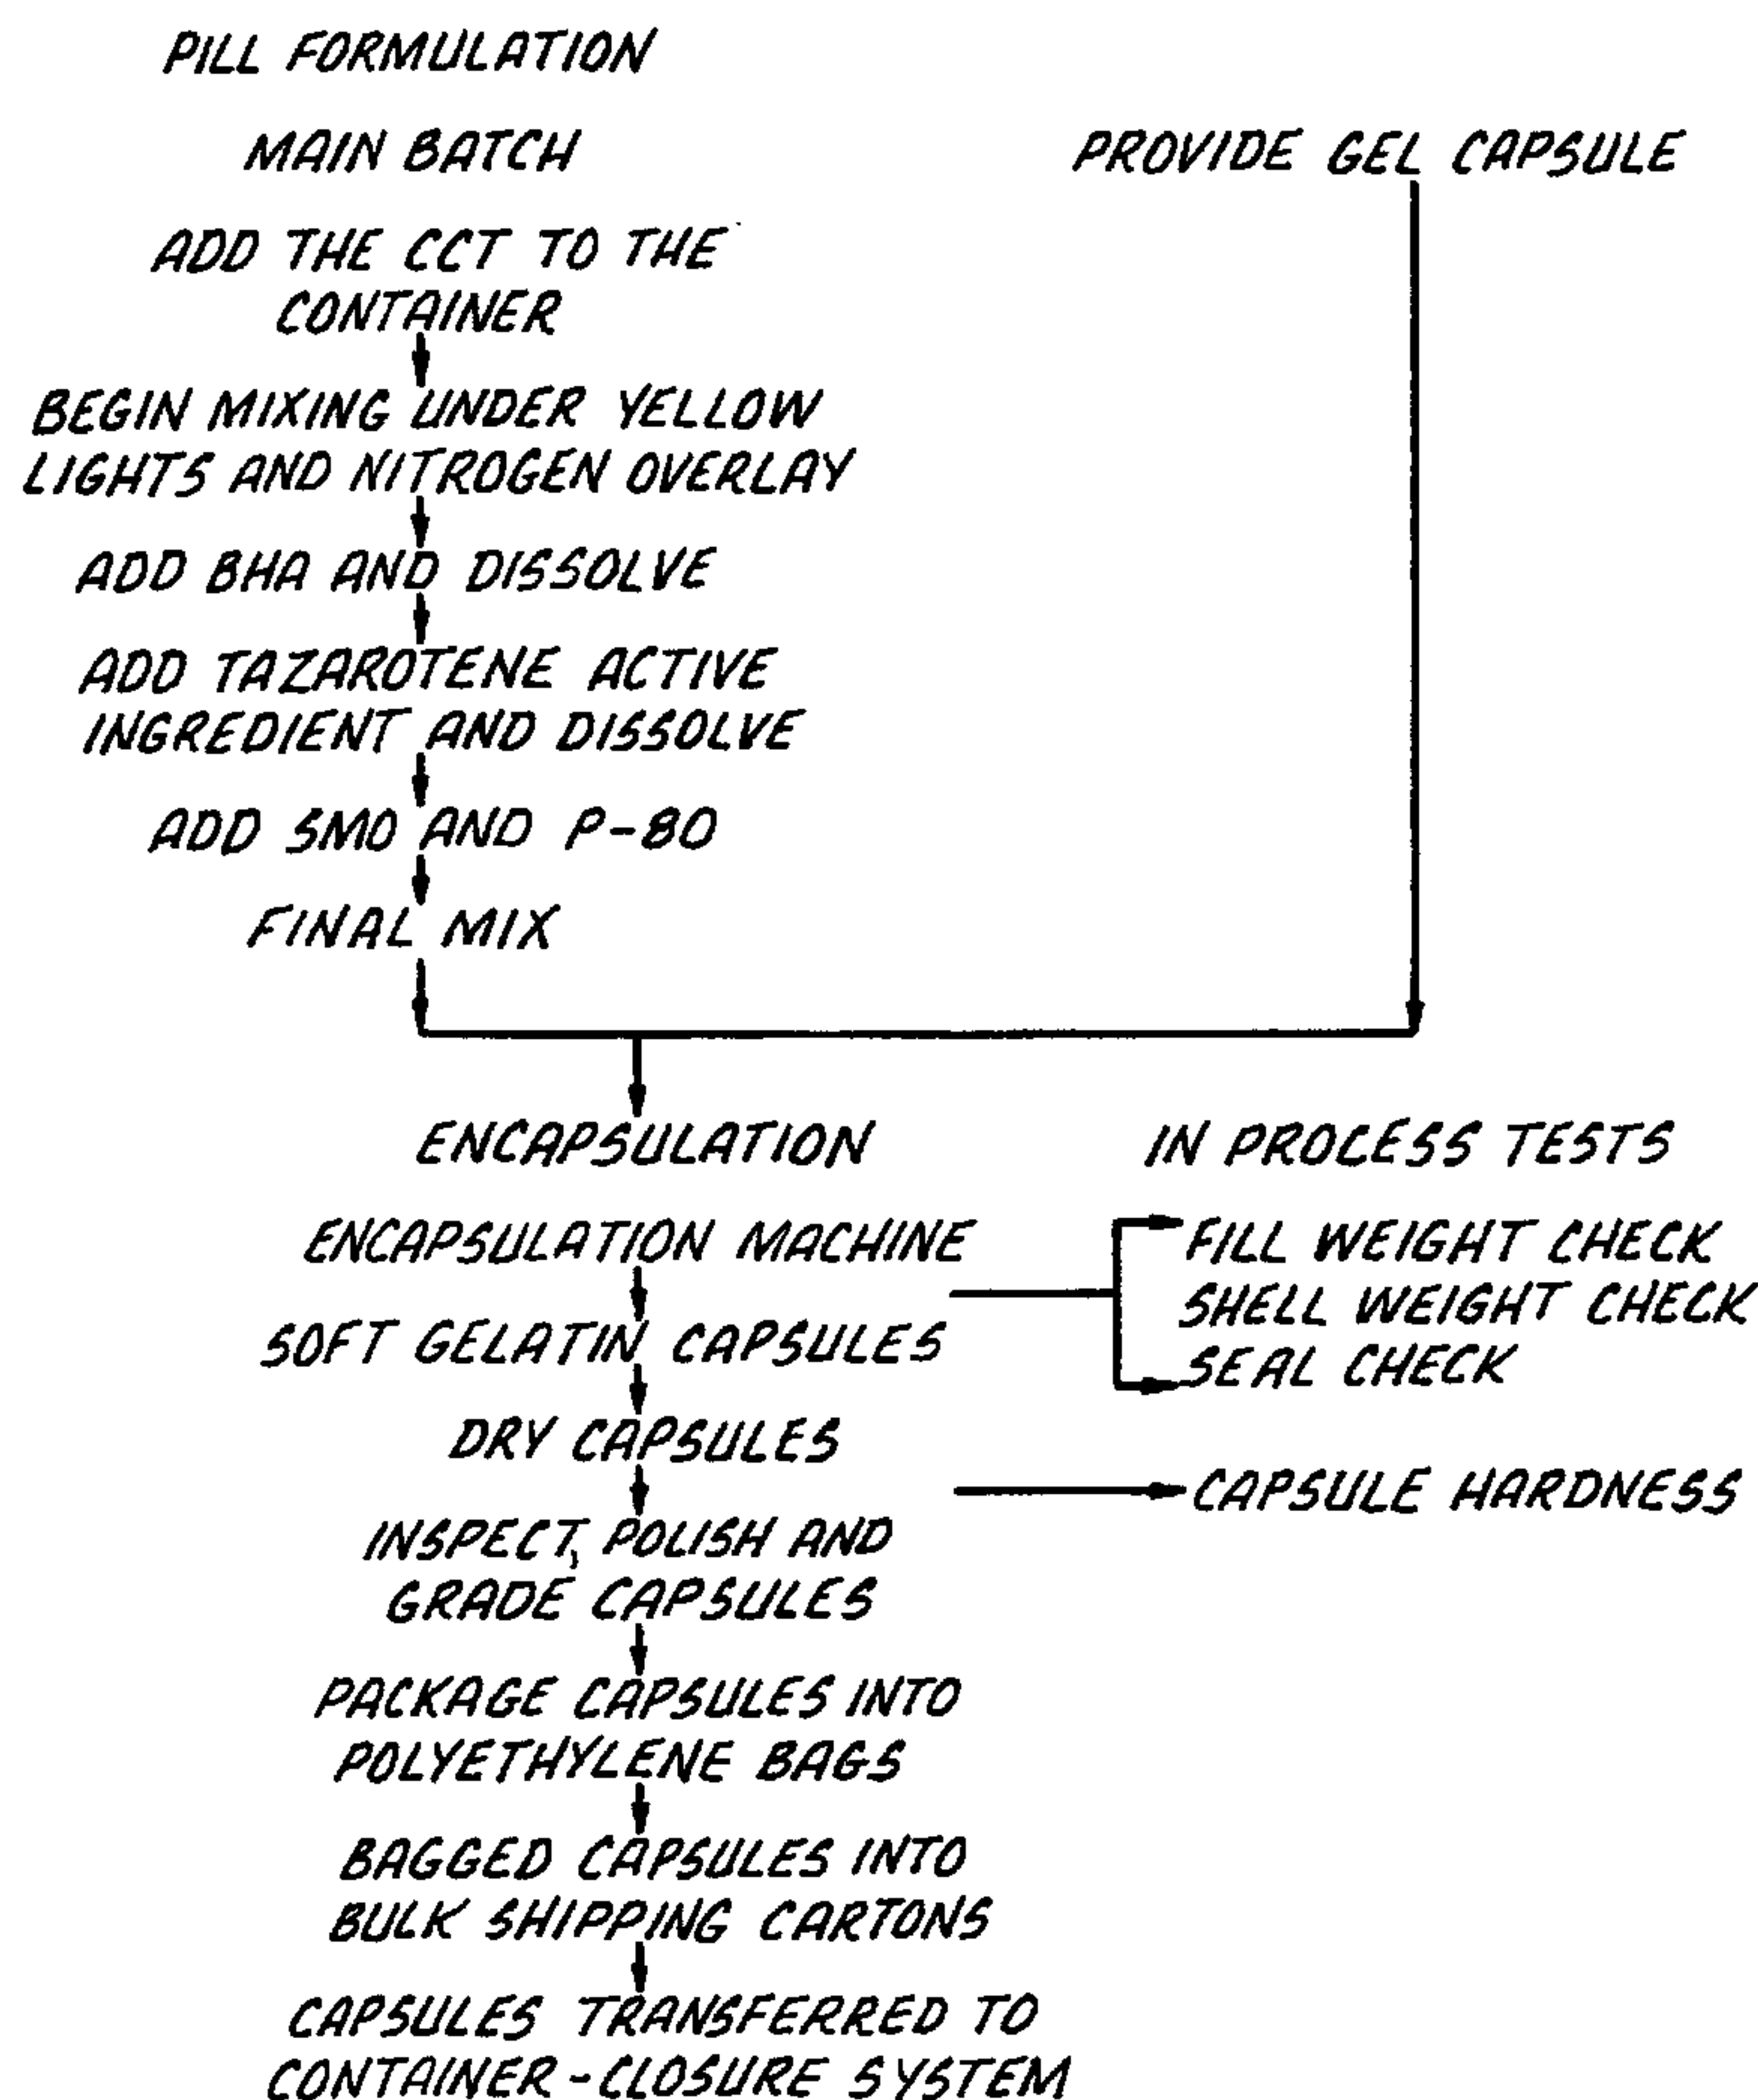 PILL FORMULATION
MAIN BATCH
PROVIDE GEL CAPSULE
ADD THE CCT TO THE
CONTAINER
BEGIN MIXING UNDER YELLOW
LIGHTS AND NITROGEN OVERLAY
ADD BHA AND DISSOLVE
ADD TAZAROTENE ACTIVE
INGREDIENT AND DISSOLVE
ADD SMO AND P-80
FINAL MIX
ENCAPSULATION
IN PROCESS TESTS
ENCAPSULATION MACHINE
FILL WEIGHT CHECK
SHELL WEIGHT CHECK
SOFT GELATIN CAPSULES
SEAL CHECK
DRY CAPSULES
CAPSULE HARDNESS
INSPECT, POLISH AND
GRADE CAPSULES
PACKAGE CAPSULES INTO
POLYETHYLENE BAGS
BAGGED CAPSULES INTO
BULK SHIPPING CARTONS
CAPSULES TRANSFERRED TO
CONTAINER-CLOSURE SYSTEM